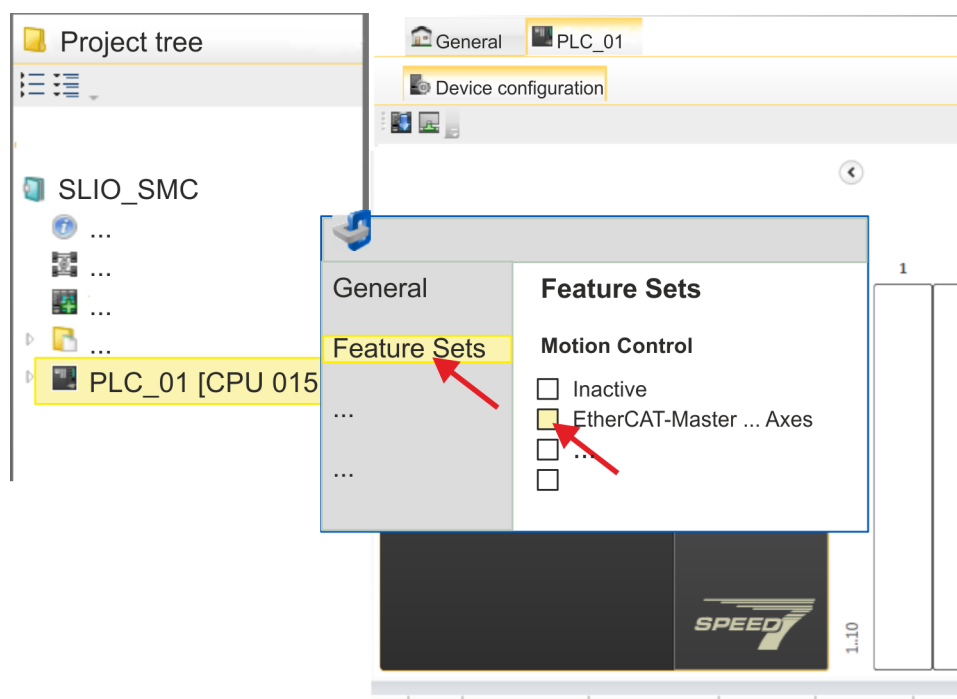 Project tree
General
PLC_01
Device configuration
SLIO_SMC
...
...
...
...
PLC_01 [CPU 015
General
Feature Sets
...
...
Feature Sets
Motion Control
Inactive
EtherCAT-Master ... Axes
...
1
SPEED7
1..10